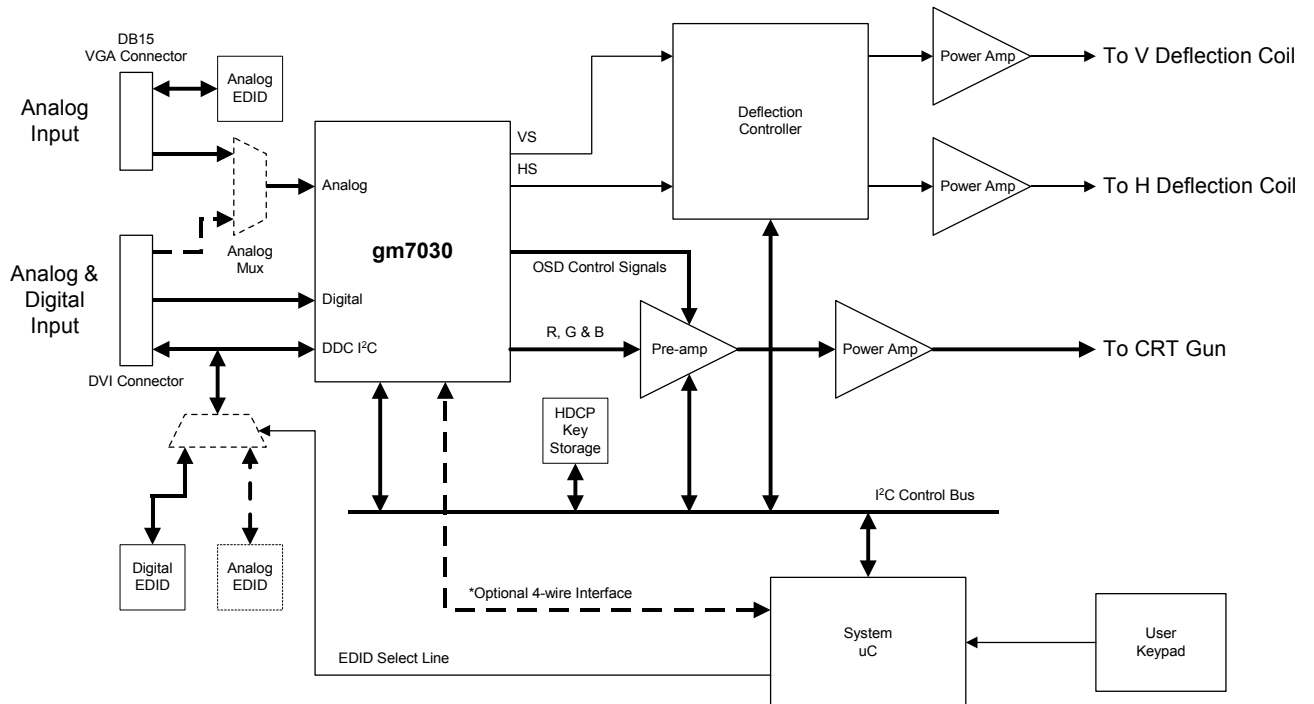 DB15
VGA Connector
Analog
EDID
Analog
Input
Analog
Mux
Analog &
Digital
Input
DVI Connector
Analog
gm7030
Digital
DDC I²C
VS
HS
OSD Control Signals
R, G & B
Deflection
Controller
Power Amp
To V Deflection Coil
Power Amp
To H Deflection Coil
Pre-amp
Power Amp
To CRT Gun
HDCP
Key
Storage
I²C Control Bus
Digital
EDID
Analog
EDID
*Optional 4-wire Interface
EDID Select Line
System
uC
User
Keypad